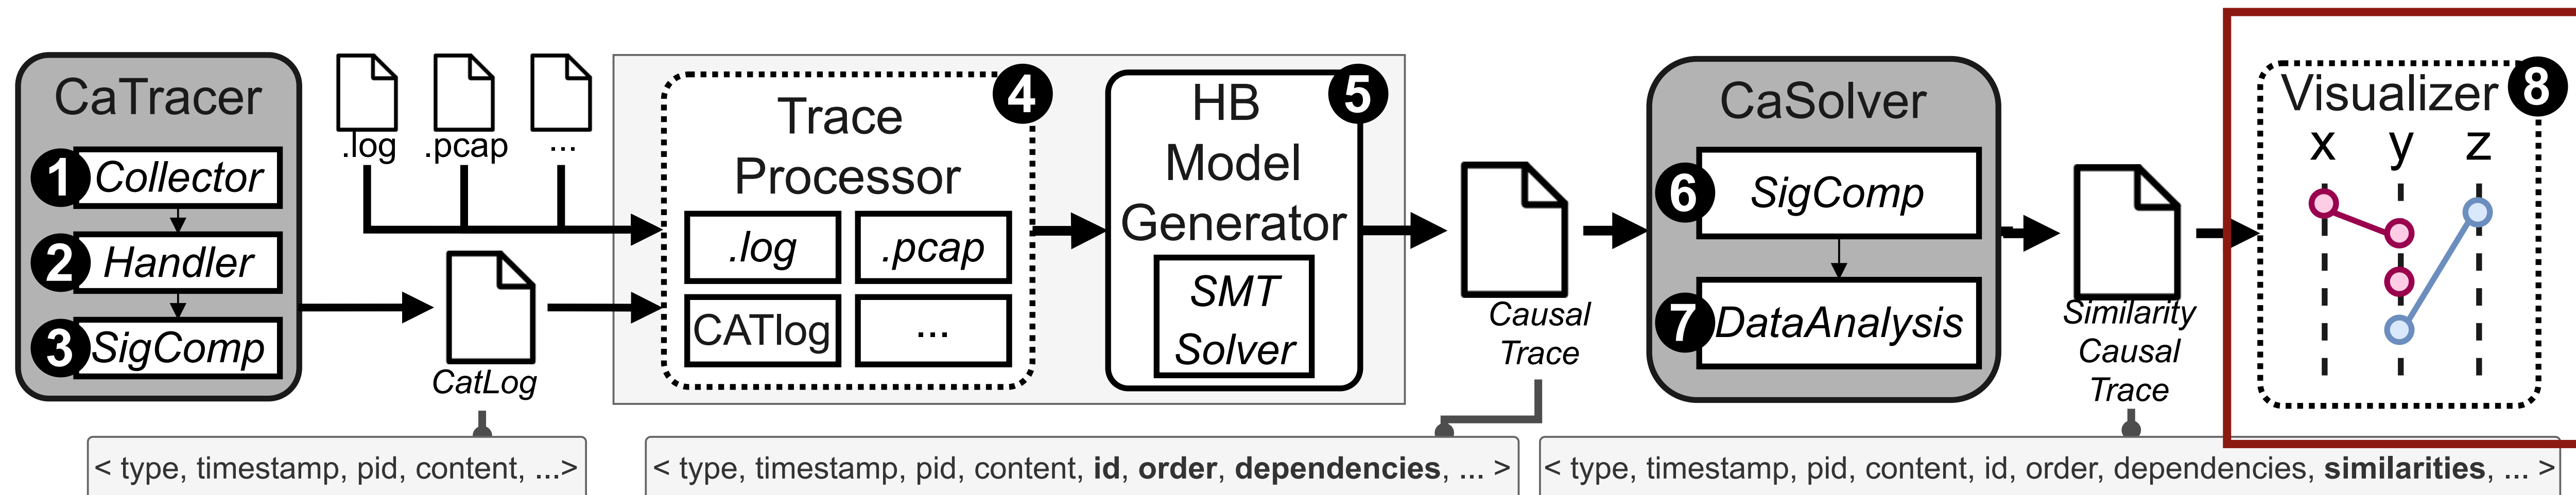 CaTracer
1 Collector
2 Handler
3 SigComp
.log
.pcap
...
CatLog
Trace
Processor
4
.log
.pcap
CATlog
...
HB
Model
Generator
5
SMT
Solver
Causal
Trace
CaSolver
6 SigComp
7 DataAnalysis
Similarity
Causal
Trace
Visualizer 8
x y z
< type, timestamp, pid, content, ...>
< type, timestamp, pid, content, id, order, dependencies, ... >
< type, timestamp, pid, content, id, order, dependencies, similarities, ... >